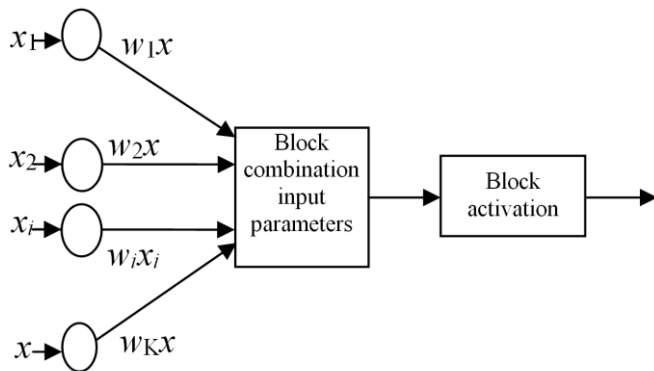 x1
w1x
x2
w2x
xi
wixi
x
wKx
Block
combination
input
parameters
Block
activation